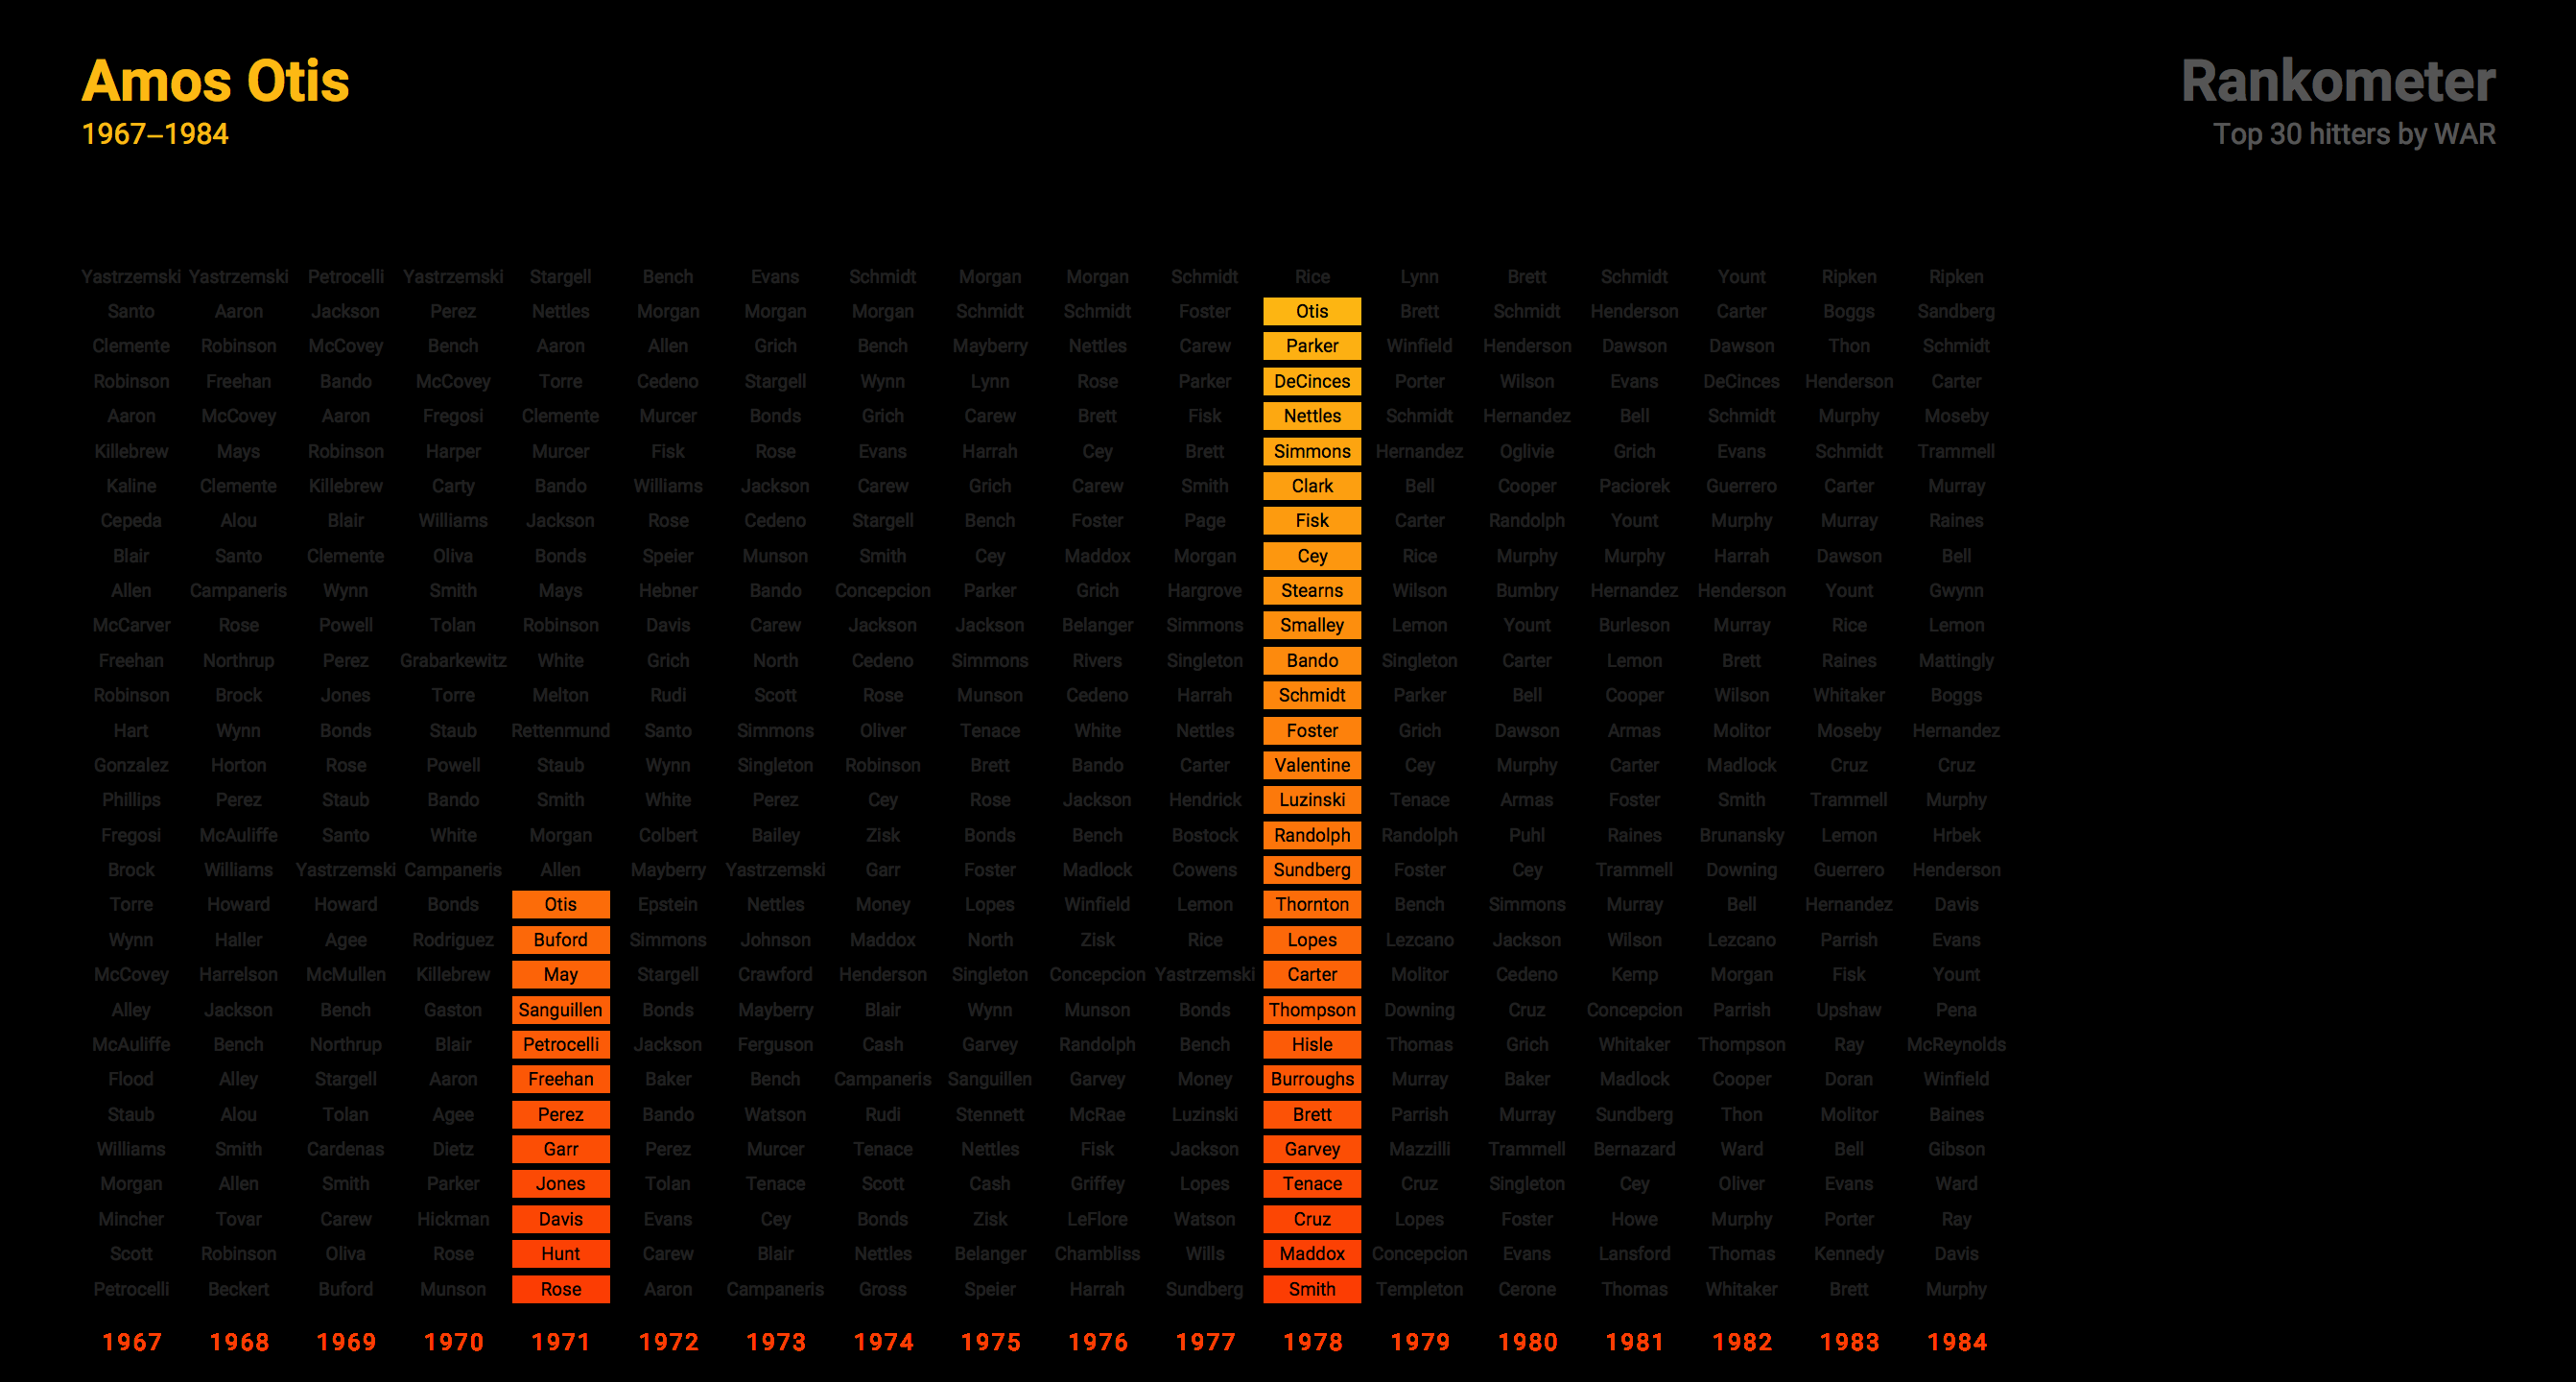 Amos Otis
1967–1984
Rankometer
Top 30 hitters by WAR
Yastrzemski Yastrzemski Petrocelli Yastrzemski Stargell Bench Evans Schmidt Morgan Morgan Schmidt Rice Lynn Brett Schmidt Yount Ripken Ripken
Santo Aaron Jackson Perez Nettles Morgan Morgan Morgan Schmidt Schmidt Foster Otis Brett Schmidt Henderson Carter Boggs Sandberg
Clemente Robinson McCovey Bench Aaron Allen Grich Bench Mayberry Nettles Carew Parker Winfield Henderson Dawson Dawson Thon Schmidt
Robinson Freehan Bando McCovey Torre Cedeno Stargell Wynn Lynn Rose Parker DeCinces Porter Wilson Evans DeCinces Henderson Carter
Aaron McCovey Aaron Fregosi Clemente Murcer Bonds Grich Carew Brett Fisk Nettles Schmidt Hernandez Bell Schmidt Murphy Moseby
Killebrew Mays Robinson Harper Murcer Fisk Rose Evans Harrah Cey Brett Simmons Hernandez Oglivie Grich Evans Schmidt Trammell
Kaline Clemente Killebrew Carty Bando Williams Jackson Carew Grich Carew Smith Clark Bell Cooper Paciorek Guerrero Carter Murray
Cepeda Alou Blair Williams Jackson Rose Cedeno Stargell Bench Foster Page Fisk Carter Randolph Yount Murphy Murray Raines
Blair Santo Clemente Oliva Bonds Speier Munson Smith Cey Maddox Morgan Cey Rice Murphy Murphy Harrah Dawson Bell
Allen Campaneris Wynn Smith Mays Hebner Bando Concepcion Parker Grich Hargrove Stearns Wilson Bumbry Hernandez Henderson Yount Gwynn
McCarver Rose Powell Tolan Robinson Davis Carew Jackson Jackson Belanger Simmons Smalley Lemon Yount Burleson Murray Rice Lemon
Freehan Northrup Perez Grabarkewitz White Grich North Cedeno Simmons Rivers Singleton Bando Singleton Carter Lemon Brett Raines Mattingly
Robinson Brock Jones Torre Melton Rudi Scott Rose Munson Cedeno Harrah Schmidt Parker Bell Cooper Wilson Whitaker Boggs
Hart Wynn Bonds Staub Rettenmund Santo Simmons Oliver Tenace White Nettles Foster Grich Dawson Armas Molitor Moseby Hernandez
Gonzalez Horton Rose Powell Staub Wynn Singleton Robinson Brett Bando Carter Valentine Cey Murphy Carter Madlock Cruz Cruz
Phillips Perez Staub Bando Smith White Perez Cey Rose Jackson Hendrick Luzinski Tenace Armas Foster Smith Trammell Murphy
Fregosi McAuliffe Santo White Morgan Colbert Bailey Zisk Bonds Bench Bostock Randolph Randolph Puhl Raines Brunansky Lemon Hrbek
Brock Williams Yastrzemski Campaneris Allen Mayberry Yastrzemski Garr Foster Madlock Cowens Sundberg Foster Cey Trammell Downing Guerrero Henderson
Torre Howard Howard Bonds Otis Epstein Nettles Money Lopes Winfield Lemon Thornton Bench Simmons Murray Bell Hernandez Davis
Wynn Haller Agee Rodriguez Buford Simmons Johnson Maddox North Zisk Rice Lopes Lezcano Jackson Wilson Lezcano Parrish Evans
McCovey Harrelson McMullen Killebrew May Stargell Crawford Henderson Singleton Concepcion Yastrzemski Carter Molitor Cedeno Kemp Morgan Fisk Yount
Alley Jackson Bench Gaston Sanguillen Bonds Mayberry Blair Wynn Munson Bonds Thompson Downing Cruz Concepcion Parrish Upshaw Pena
McAuliffe Bench Northrup Blair Petrocelli Jackson Ferguson Cash Garvey Randolph Bench Hisle Thomas Grich Whitaker Thompson Ray McReynolds
Flood Alley Stargell Aaron Freehan Baker Bench Campaneris Sanguillen Garvey Money Burroughs Murray Baker Madlock Cooper Doran Winfield
Staub Alou Tolan Agee Perez Bando Watson Rudi Stennett McRae Luzinski Brett Parrish Murray Sundberg Thon Molitor Baines
Williams Smith Cardenas Dietz Garr Perez Murcer Tenace Nettles Fisk Jackson Garvey Mazzilli Trammell Bernazard Ward Bell Gibson
Morgan Allen Smith Parker Jones Tolan Tenace Scott Cash Griffey Lopes Tenace Cruz Singleton Cey Oliver Evans Ward
Mincher Tovar Carew Hickman Davis Evans Cey Bonds Zisk LeFlore Watson Cruz Lopes Foster Howe Murphy Porter Ray
Scott Robinson Oliva Rose Hunt Carew Blair Nettles Belanger Chambliss Wills Maddox Concepcion Evans Lansford Thomas Kennedy Davis
Petrocelli Beckert Buford Munson Rose Aaron Campaneris Gross Speier Harrah Sundberg Smith Templeton Cerone Thomas Whitaker Brett Murphy
1967 1968 1969 1970 1971 1972 1973 1974 1975 1976 1977 1978 1979 1980 1981 1982 1983 1984